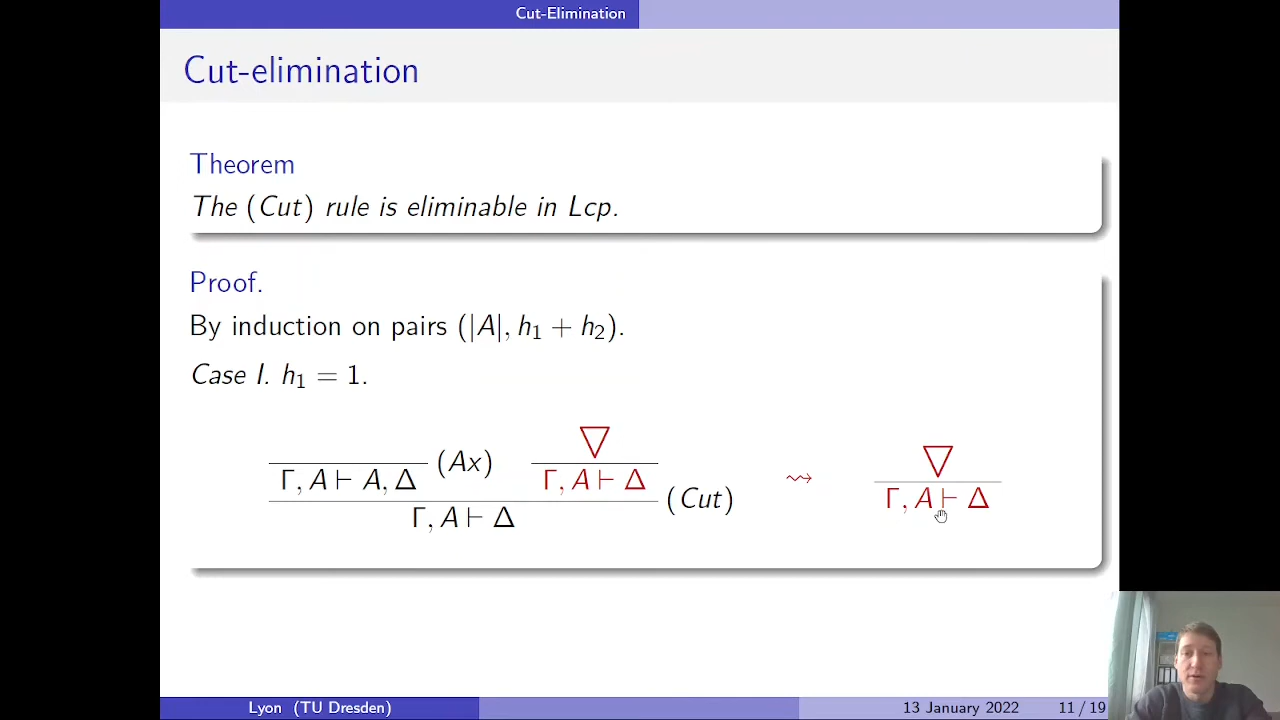 Cut-Elimination
Cut-elimination
Theorem
The (Cut) rule is eliminable in Lcp.
Proof.
By induction on pairs (|A|, h₁ + h₂).
Case I. h₁ = 1.
(Ax) ▽
Γ, A ⊢ A, Δ Γ, A ⊢ Δ (Cut) ⇝ ▽
Γ, A ⊢ Δ Γ, A ⊢ Δ
Lyon (TU Dresden) 13 January 2022 11 / 19